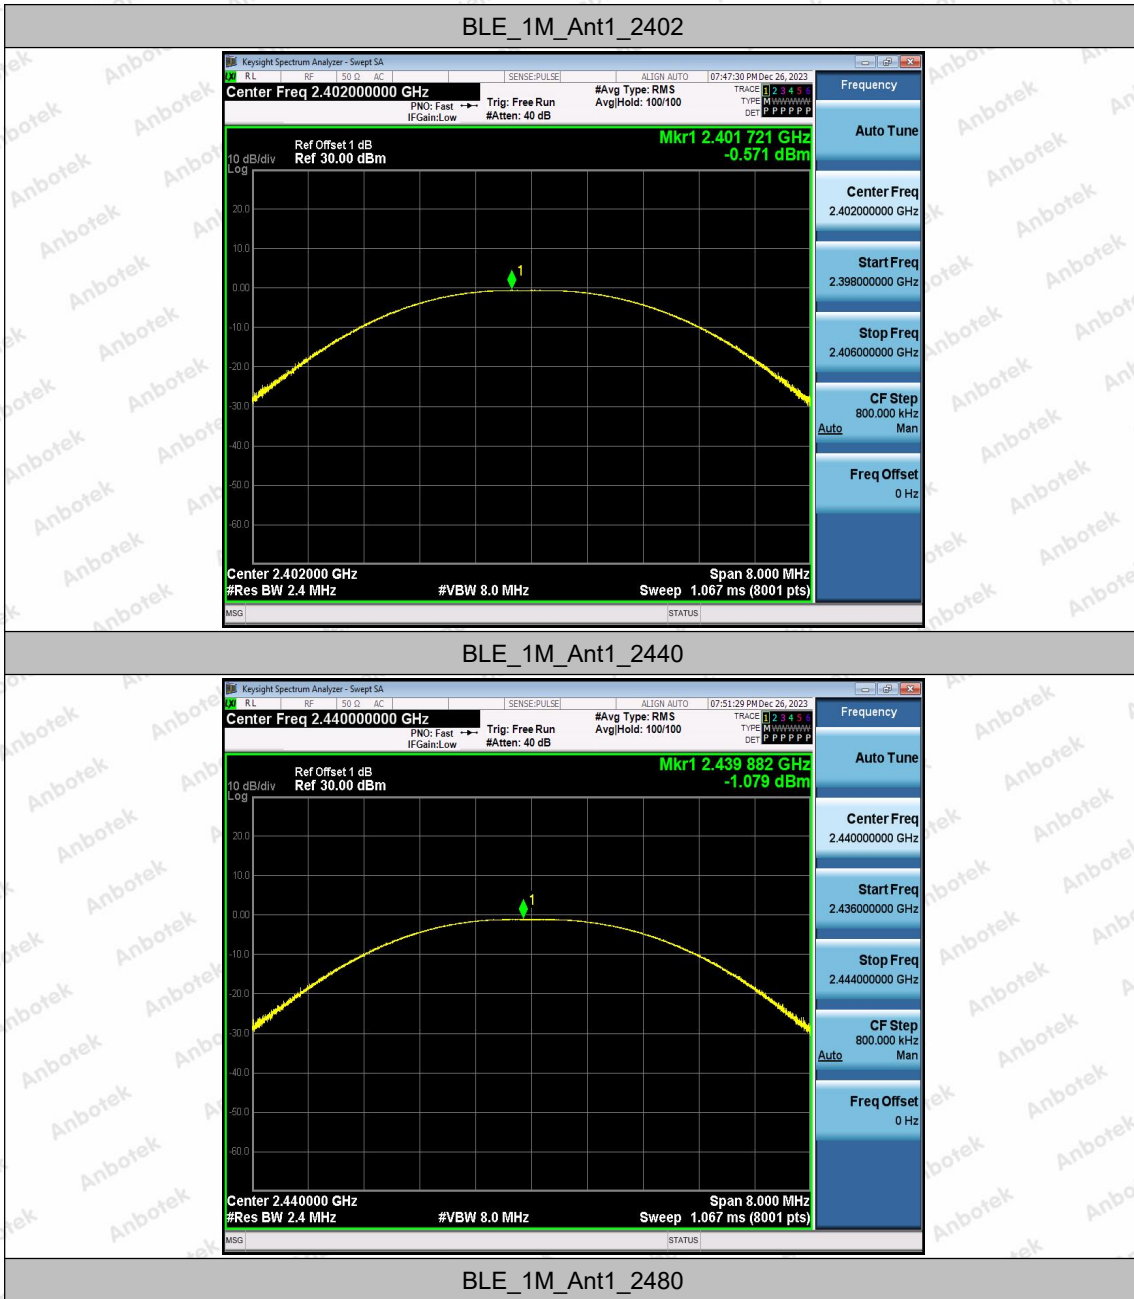 BLE_1M_Ant1_2402
Keysight Spectrum Analyzer - Swept SA
RL RF 50 Ω AC SENSE:PULSE ALIGN AUTO 07:47:30 PM Dec 26, 2023
Center Freq 2.402000000 GHz
PNO: Fast
IFGain:Low
Trig: Free Run
#Atten: 40 dB
#Avg Type: RMS
Avg|Hold: 100/100
TRACE 1 2 3 4 5 6
TYPE M WWWWW
DET P P P P P P
Frequency
Mkr1 2.401 721 GHz
-0.571 dBm
Ref Offset 1 dB
10 dB/div Ref 30.00 dBm
Log
20.0
10.0
0.00
-10.0
-20.0
-30.0
-40.0
-50.0
-60.0
1
Center 2.402000 GHz Span 8.000 MHz
#Res BW 2.4 MHz #VBW 8.0 MHz Sweep 1.067 ms (8001 pts)
MSG STATUS
Auto Tune
Center Freq
2.402000000 GHz
Start Freq
2.398000000 GHz
Stop Freq
2.406000000 GHz
CF Step
800.000 kHz
Auto Man
Freq Offset
0 Hz
BLE_1M_Ant1_2440
Keysight Spectrum Analyzer - Swept SA
RL RF 50 Ω AC SENSE:PULSE ALIGN AUTO 07:51:29 PM Dec 26, 2023
Center Freq 2.440000000 GHz
PNO: Fast
IFGain:Low
Trig: Free Run
#Atten: 40 dB
#Avg Type: RMS
Avg|Hold: 100/100
TRACE 1 2 3 4 5 6
TYPE M WWWWW
DET P P P P P P
Frequency
Mkr1 2.439 882 GHz
-1.079 dBm
Ref Offset 1 dB
10 dB/div Ref 30.00 dBm
Log
20.0
10.0
0.00
-10.0
-20.0
-30.0
-40.0
-50.0
-60.0
1
Center 2.440000 GHz Span 8.000 MHz
#Res BW 2.4 MHz #VBW 8.0 MHz Sweep 1.067 ms (8001 pts)
MSG STATUS
Auto Tune
Center Freq
2.440000000 GHz
Start Freq
2.436000000 GHz
Stop Freq
2.444000000 GHz
CF Step
800.000 kHz
Auto Man
Freq Offset
0 Hz
BLE_1M_Ant1_2480
Anbotek